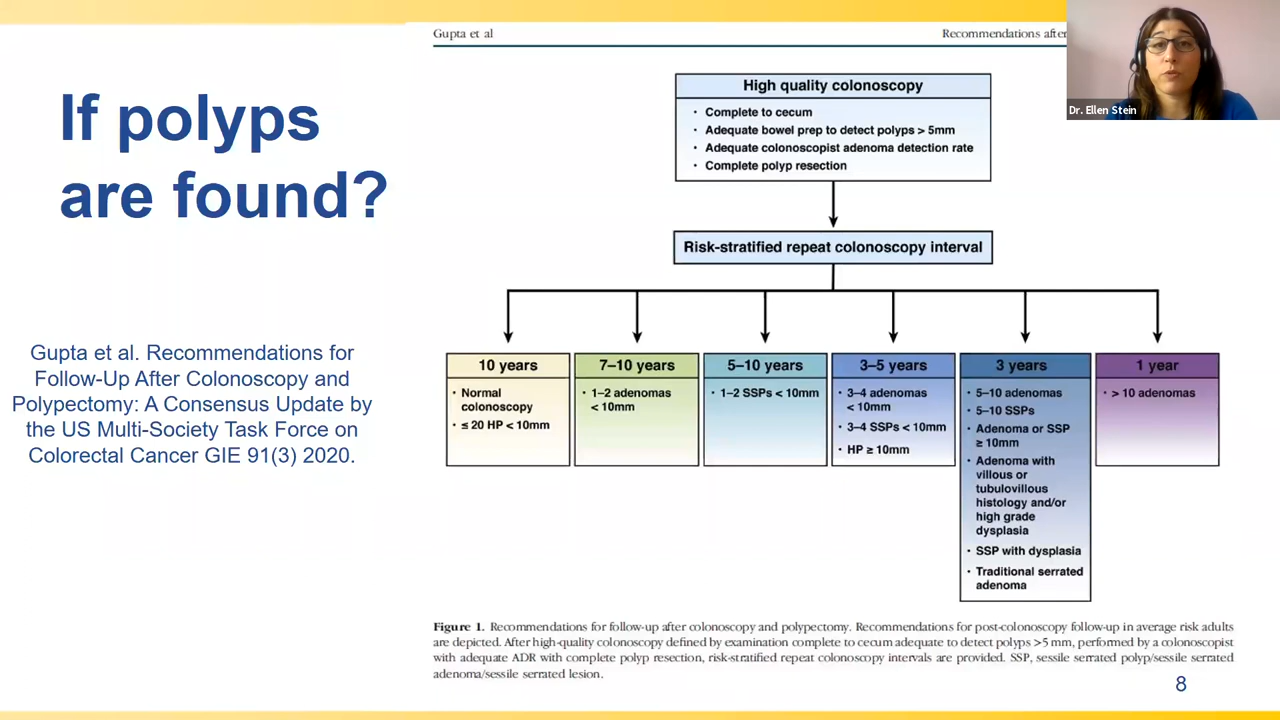 If polyps
are found?
Gupta et al. Recommendations for
Follow-Up After Colonoscopy and
Polypectomy: A Consensus Update by
the US Multi-Society Task Force on
Colorectal Cancer GIE 91(3) 2020.
Gupta et al
Recommendations after
Dr. Ellen Stein
High quality colonoscopy
• Complete to cecum
• Adequate bowel prep to detect polyps > 5mm
• Adequate colonoscopist adenoma detection rate
• Complete polyp resection
Risk-stratified repeat colonoscopy interval
10 years
• Normal
colonoscopy
• ≤ 20 HP < 10mm
7–10 years
• 1–2 adenomas
< 10mm
5–10 years
• 1–2 SSPs < 10mm
3–5 years
• 3–4 adenomas
< 10mm
• 3–4 SSPs < 10mm
• HP ≥ 10mm
3 years
• 5-10 adenomas
• 5-10 SSPs
• Adenoma or SSP
≥ 10mm
• Adenoma with
villous or
tubulovillous
histology and/or
high grade
dysplasia
• SSP with dysplasia
• Traditional serrated
adenoma
1 year
• > 10 adenomas
Figure 1. Recommendations for follow-up after colonoscopy and polypectomy. Recommendations for post-colonoscopy follow-up in average risk adults
are depicted. After high-quality colonoscopy defined by examination complete to cecum adequate to detect polyps >5 mm, performed by a colonoscopist
with adequate ADR with complete polyp resection, risk-stratified repeat colonoscopy intervals are provided. SSP, sessile serrated polyp/sessile serrated
adenoma/sessile serrated lesion.
8